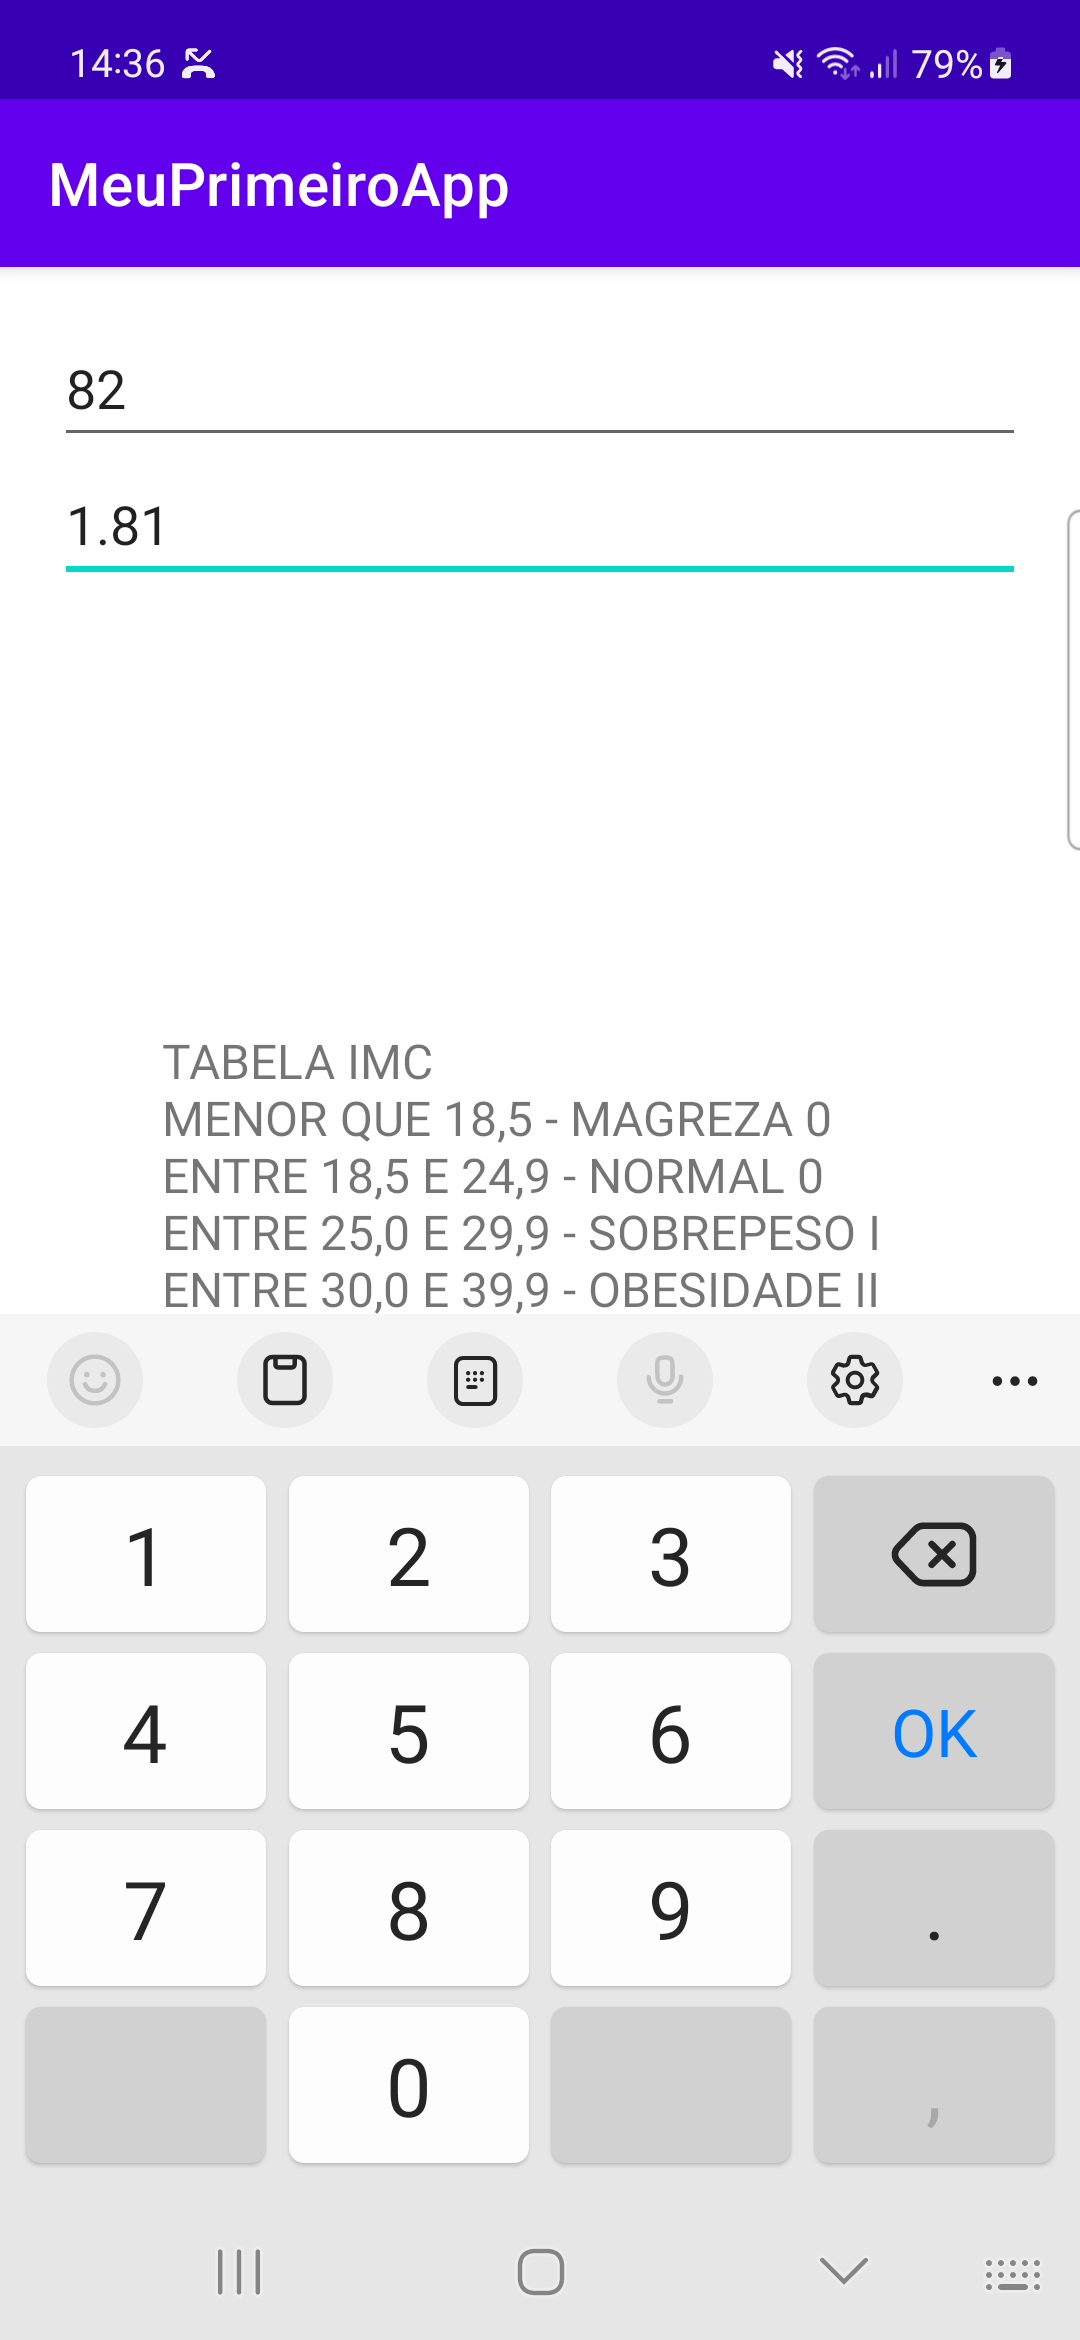 14:36 79%
MeuPrimeiroApp
82
1.81
TABELA IMC
MENOR QUE 18,5 - MAGREZA 0
ENTRE 18,5 E 24,9 - NORMAL 0
ENTRE 25,0 E 29,9 - SOBREPESO I
ENTRE 30,0 E 39,9 - OBESIDADE II
1 2 3
4 5 6 OK
7 8 9 .
0 ,